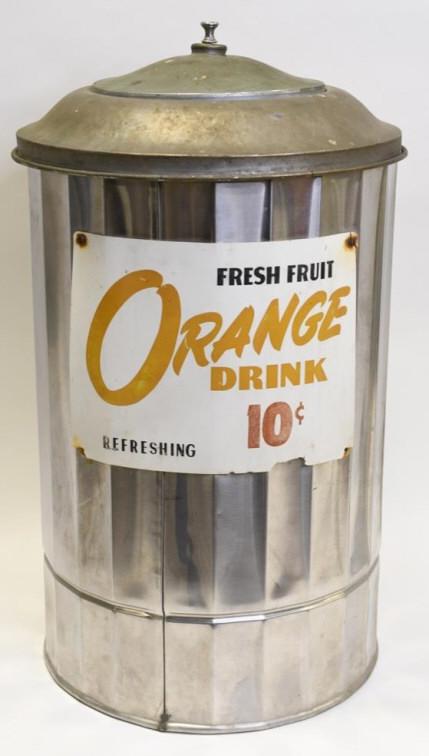 FRESH FRUIT
ORANGE
DRINK
10¢
REFRESHING